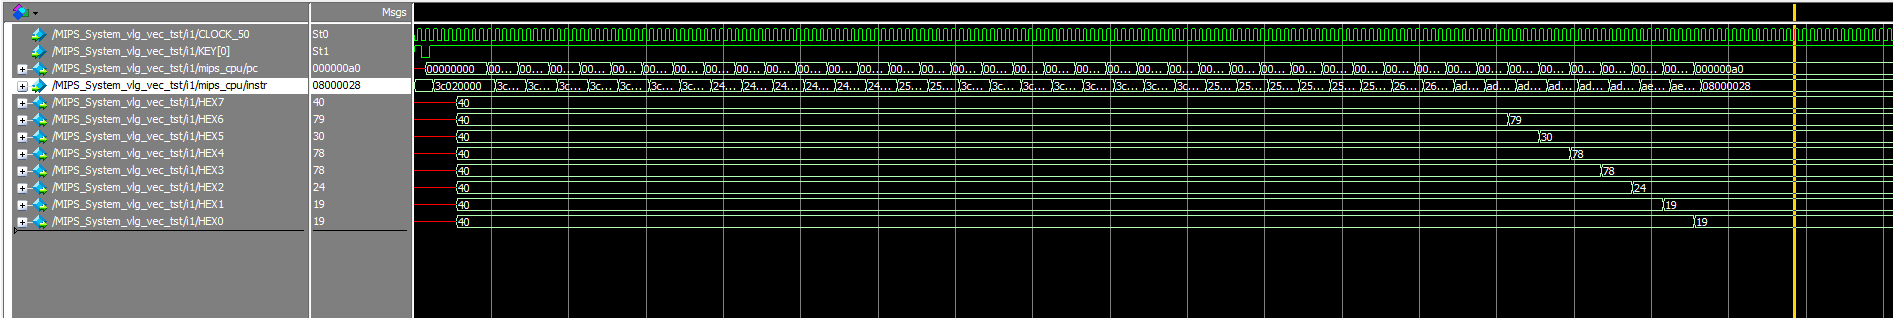 Msgs
/MIPS_System_vlg_vec_tst/i1/CLOCK_50 St0
/MIPS_System_vlg_vec_tst/i1/KEY[0] St1
/MIPS_System_vlg_vec_tst/i1/mips_cpu/pc 000000a0 00000000 00... 00... 00... 00... 00... 00... 00... 00... 00... 00... 00... 00... 00... 00... 00... 00... 00... 00... 00... 00... 00... 00... 00... 00... 00... 00... 00... 00... 00... 00... 00... 00... 00... 00... 00... 00... 00... 00... 00... 000000a0
/MIPS_System_vlg_vec_tst/i1/mips_cpu/instr 08000028 3c020000 3c... 3c... 3c... 3c... 3c... 3c... 3c... 24... 24... 24... 24... 24... 24... 25... 25... 3c... 3c... 3c... 3c... 3c... 3c... 3c... 3c... 25... 25... 25... 25... 25... 25... 26... 26... ad... ad... ad... ad... ad... ad... ae... ae... 08000028
/MIPS_System_vlg_vec_tst/i1/HEX7 40 40
/MIPS_System_vlg_vec_tst/i1/HEX6 79 40 79
/MIPS_System_vlg_vec_tst/i1/HEX5 30 40 30
/MIPS_System_vlg_vec_tst/i1/HEX4 78 40 78
/MIPS_System_vlg_vec_tst/i1/HEX3 78 40 78
/MIPS_System_vlg_vec_tst/i1/HEX2 24 40 24
/MIPS_System_vlg_vec_tst/i1/HEX1 19 40 19
/MIPS_System_vlg_vec_tst/i1/HEX0 19 40 19